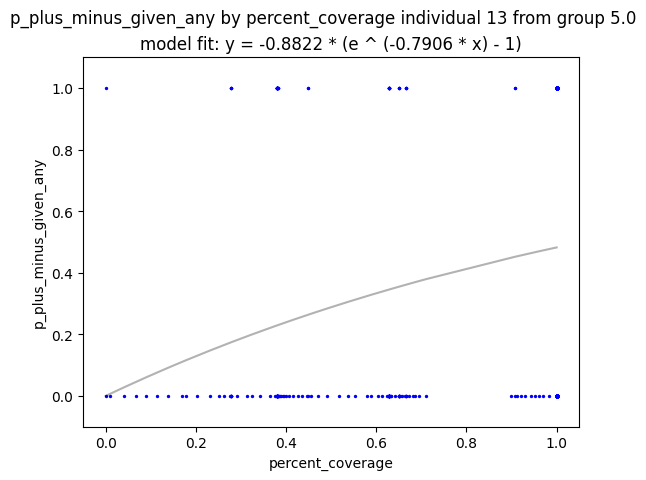 p_plus_minus_given_any by percent_coverage individual 13 from group 5.0
model fit: y = -0.8822 * (e ^ (-0.7906 * x) - 1)
1.0
0.8
0.6
0.4
0.2
0.0
p_plus_minus_given_any
0.0 0.2 0.4 0.6 0.8 1.0
percent_coverage